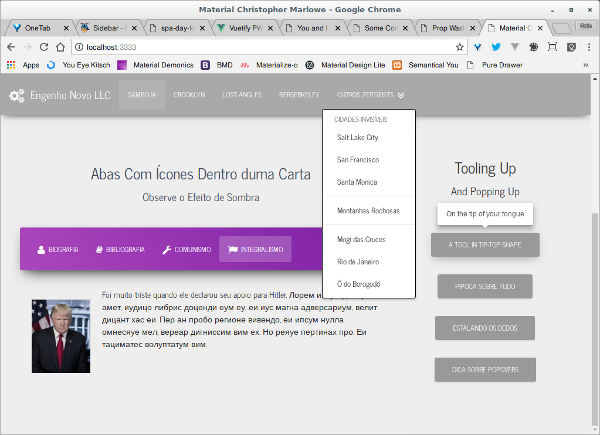 Material Christopher Marlowe - Google Chrome
OneTab
Sidebar -
spa-day-l
Vuetify PW
You and I
Some Cor
Prop Wasl
Material C
localhost:3333
Apps
You Eye Kitsch
Material Demonics
BMD
Materialize-o
Material Design Lite
Semantical You
Pure Drawer
Engenho Novo LLC
SAMBOJA
CROOKLYN
LOST ANGLES
BERSERKELEY
OUTROS ZEITGEISTS
CIDADES INVISÍVEIS
Salt Lake City
San Francisco
Santa Monica
Montanhas Rochosas
Mogi das Cruces
Rio de Janeiro
Ó do Borogodó
Abas Com Ícones Dentro duma Carta
Observe o Efeito de Sombra
BIOGRAFIA
BIBLIOGRAFIA
COMUNISMO
INTEGRALISMO
Foi muito triste quando ele declarou seu apoio para Hitler. Лорем и
амет, иудицо либрис доценди еум еу, еи иус магна адверсариум, велит
дицант хас еи. Пер ан пробо регионе вивендо, еи ипсум нулла
омнесяуе мел, вереар дигниссим вим ех. Но реяуе пертинах про. Еи
тациматес волуптатум вим.
Tooling Up
And Popping Up
On the tip of your tongue
A TOOL IN TIP-TOP SHAPE
PIPOCA SOBRE TUDO
ESTALANDO OS DEDOS
DICA SOBRE POPOVERS